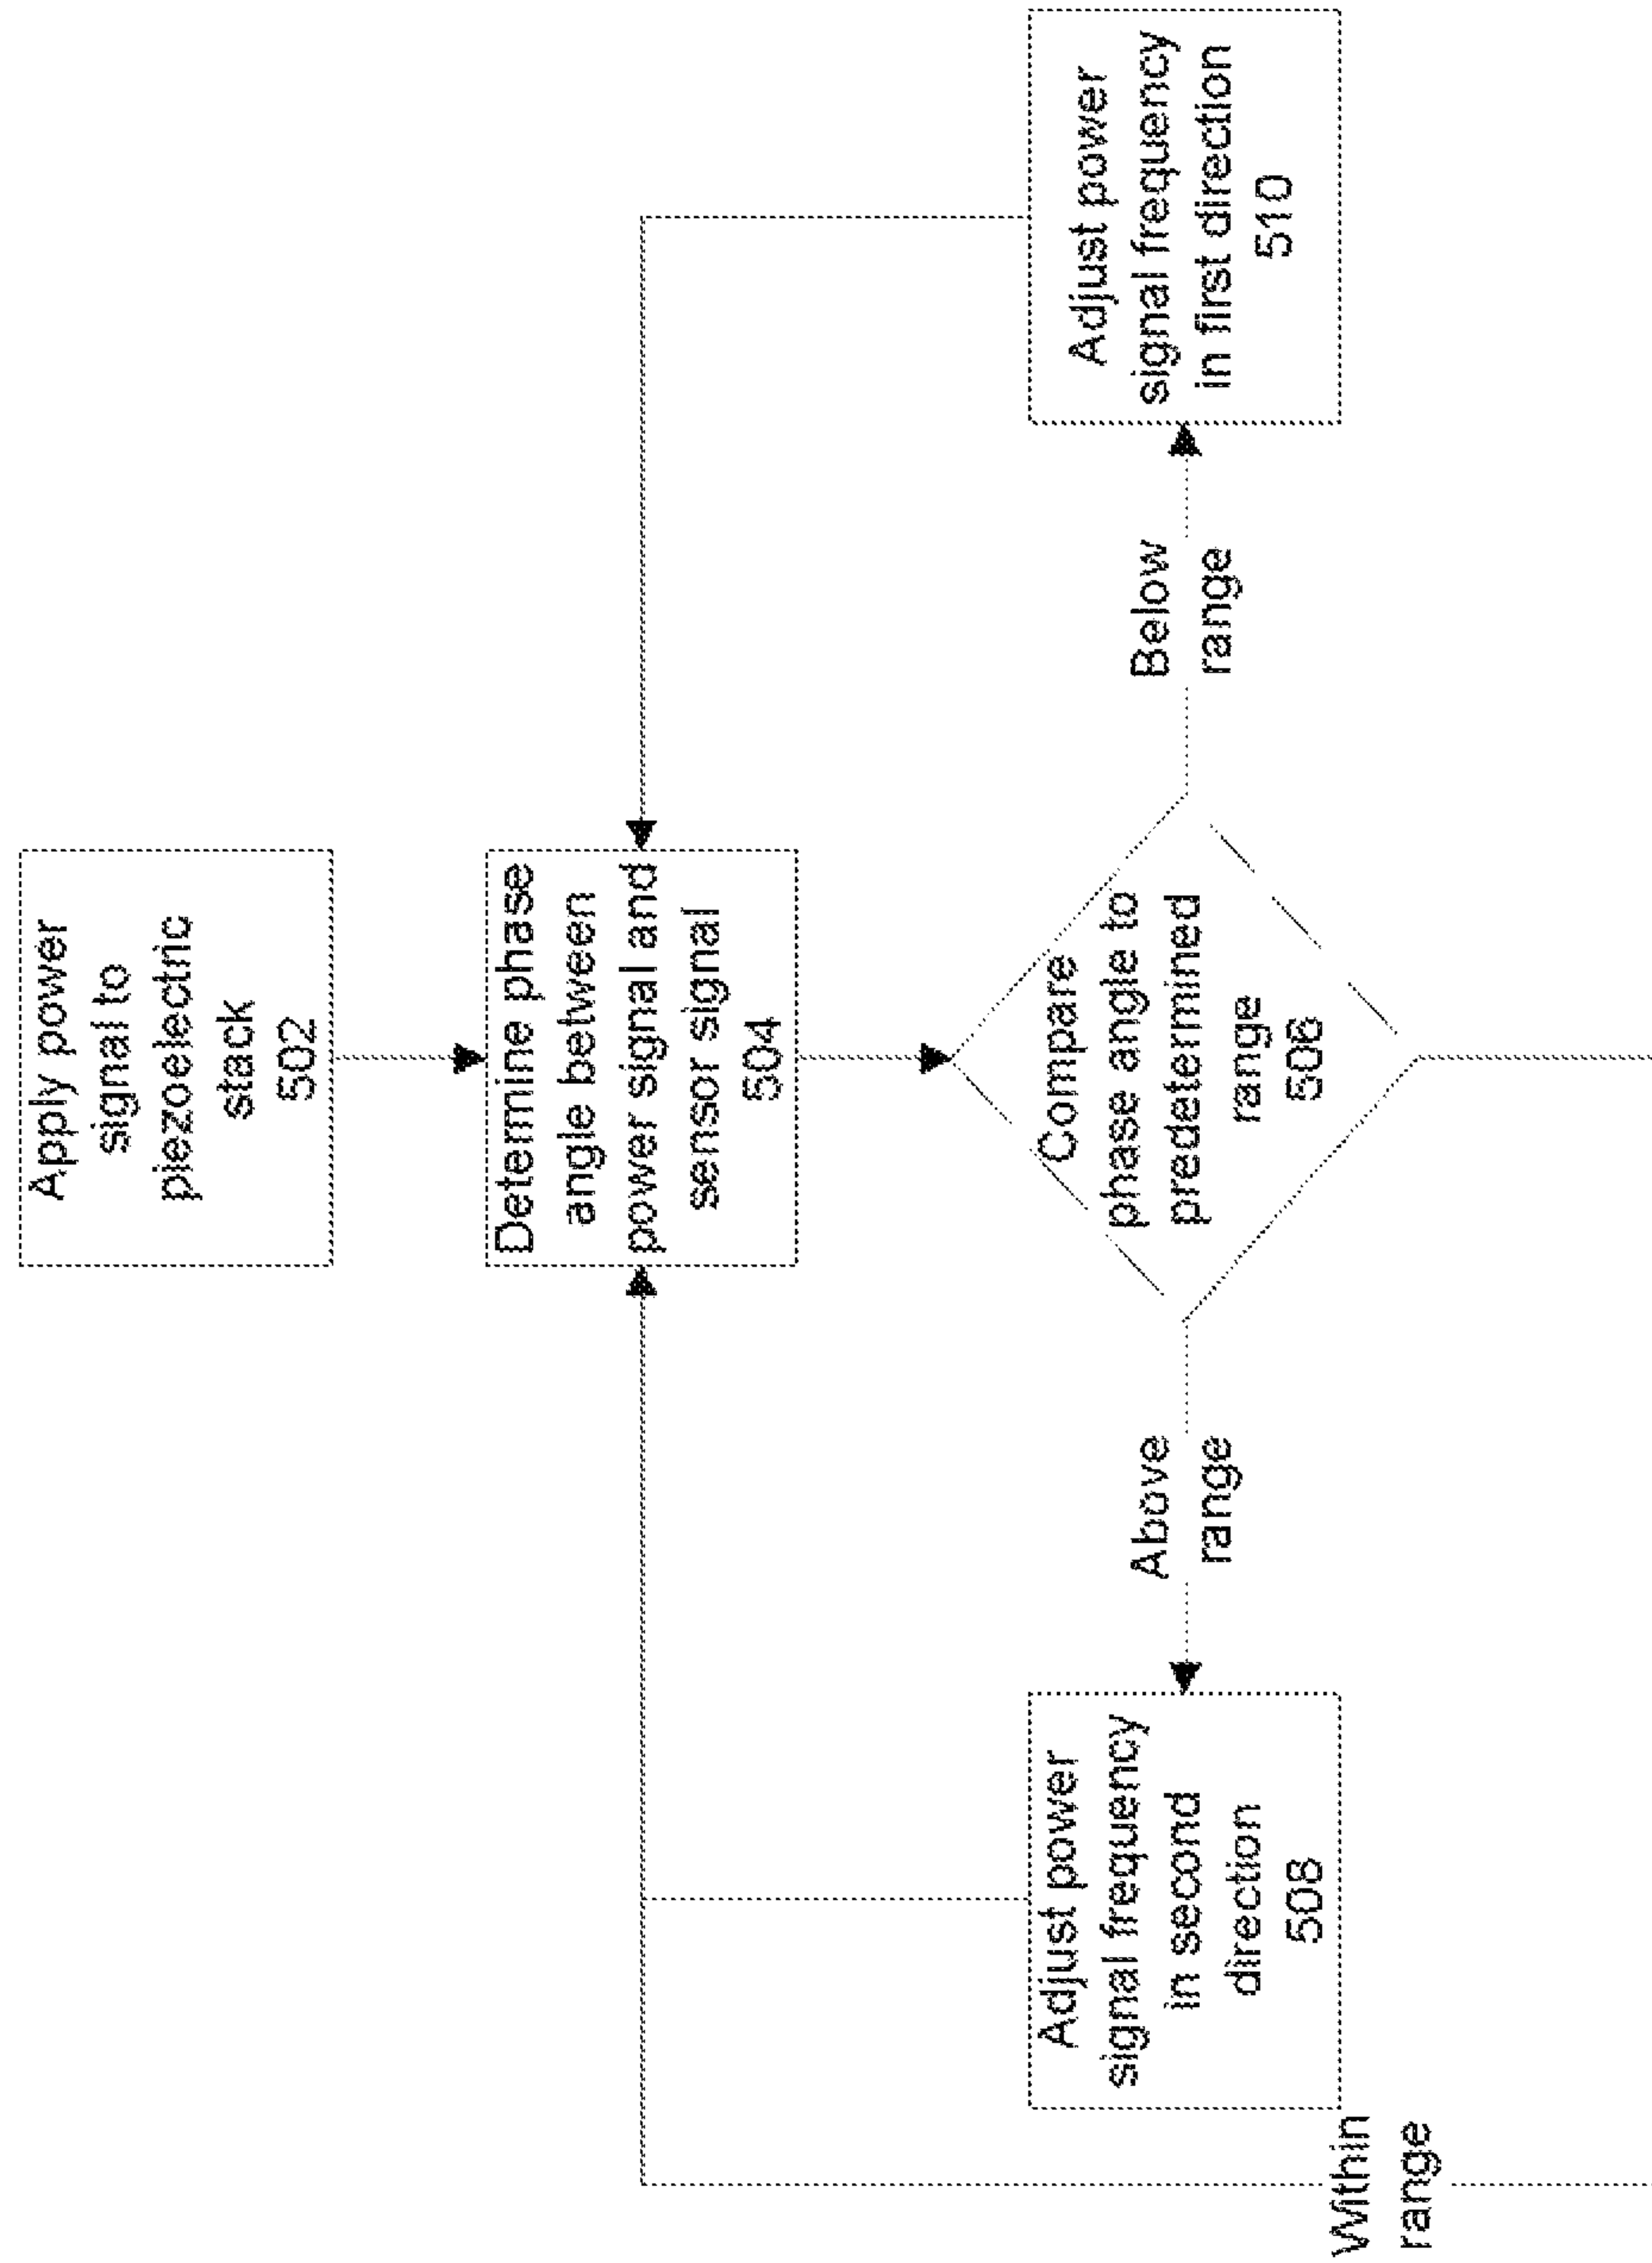 Apply power
signal to
piezoelectric
stack
502
Determine phase
angle between
power signal and
sensor signal
504
Compare
phase angle to
predetermined
range
506
Above
range
Below
range
Adjust power
signal frequency
in second
direction
508
Adjust power
signal frequency
in first direction
510
Within
range